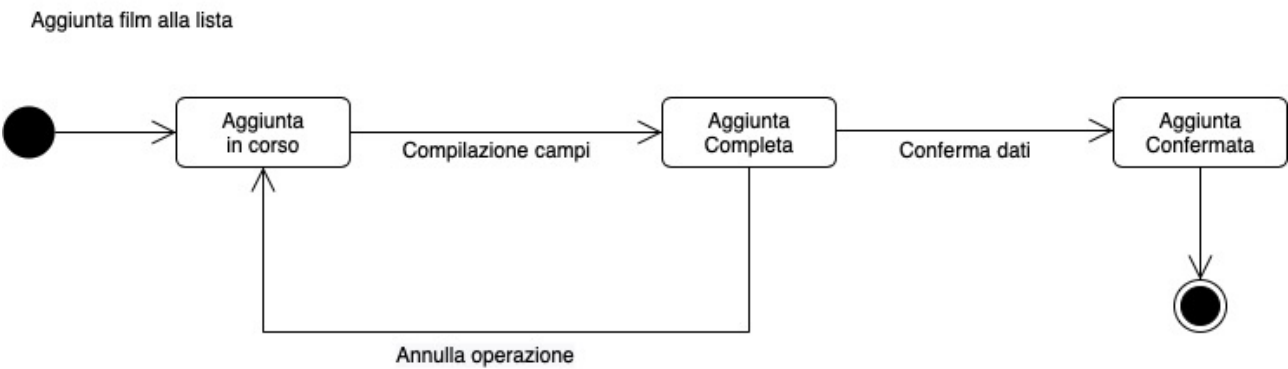 Aggiunta film alla lista
Aggiunta
in corso
Compilazione campi
Aggiunta
Completa
Conferma dati
Aggiunta
Confermata
Annulla operazione